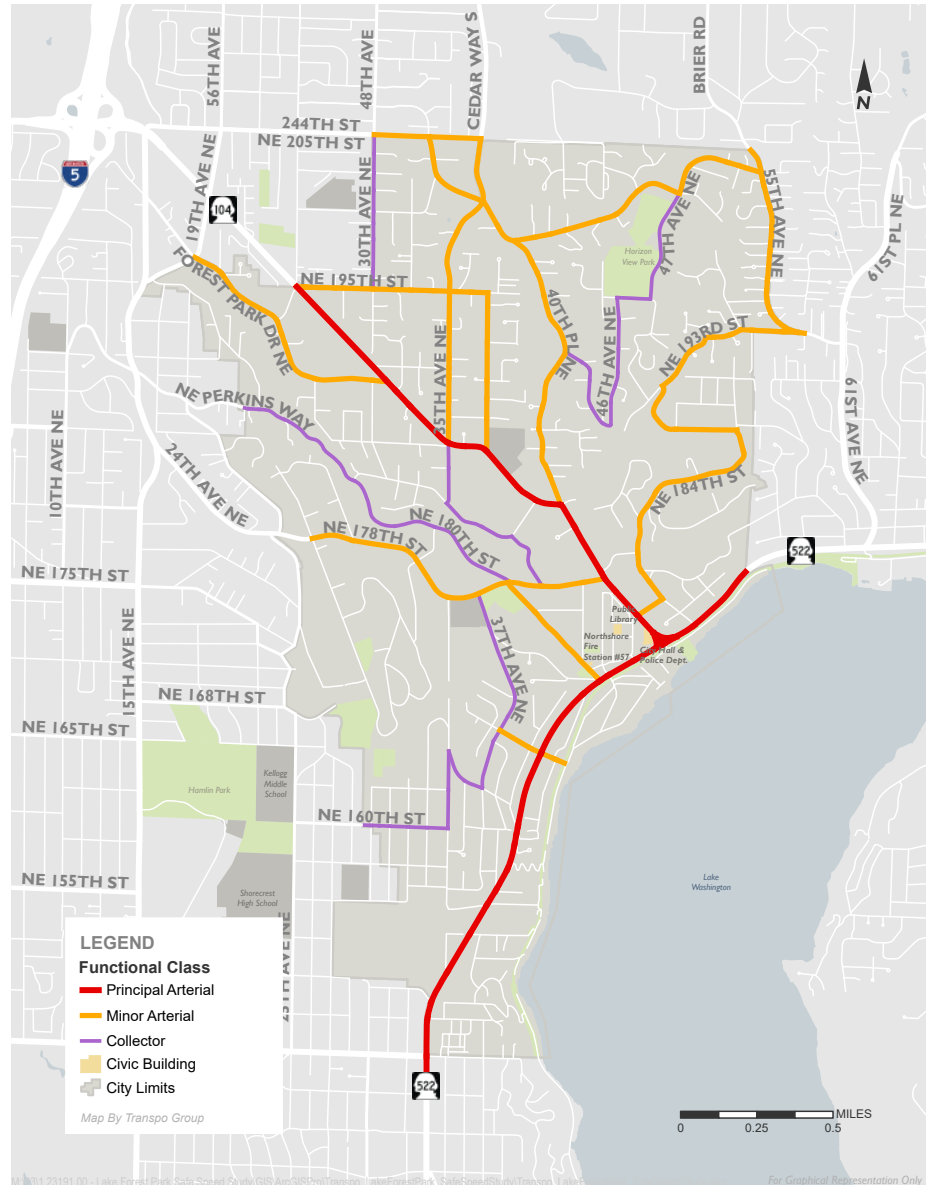 56TH AVE
48TH AVE
CEDAR WAY S
BRIER RD
N
244TH ST
NE 205TH ST
5
19TH AVE NE
104
30TH AVE NE
47TH AVE NE
55TH AVE NE
61ST PL NE
Horizon
View Park
FOREST PARK DR NE
NE 195TH ST
40TH PL NE
35TH AVE NE
46TH AVE NE
NE 193RD ST
NE PERKINS WAY
61ST AVE NE
10TH AVE NE
24TH AVE NE
NE 184TH ST
NE 180TH ST
NE 178TH ST
522
NE 175TH ST
Public
Library
Northshore
Fire
Station #57
City Hall &
Police Dept.
37TH AVE NE
15TH AVE NE
NE 168TH ST
NE 165TH ST
Kellogg
Middle
School
Hamlin Park
NE 160TH ST
NE 155TH ST
Lake
Washington
Shorecrest
High School
25TH AVE NE
LEGEND
Functional Class
Principal Arterial
Minor Arterial
Collector
Civic Building
City Limits
Map By Transpo Group
522
MILES
0 0.25 0.5
For Graphical Representation Only